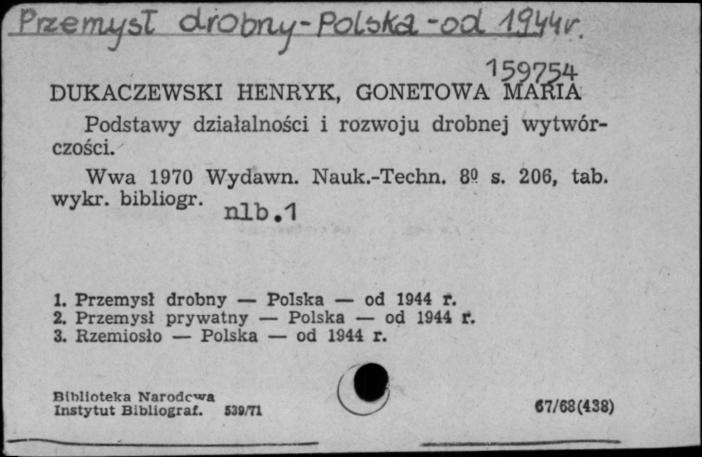 Przemysł drobny - Polska - od 1944 r.
159754
DUKACZEWSKI HENRYK, GONETOWA MARIA
Podstawy działalności i rozwoju drobnej wytwór-
czości.
Wwa 1970 Wydawn. Nauk.-Techn. 8º s. 206, tab.
wykr. bibliogr.
nlb.1
1. Przemysł drobny — Polska — od 1944 r.
2. Przemysł prywatny — Polska — od 1944 r.
3. Rzemiosło — Polska — od 1944 r.
Biblioteka Narodowa
Instytut Bibliograf. 539/71
67/68(438)